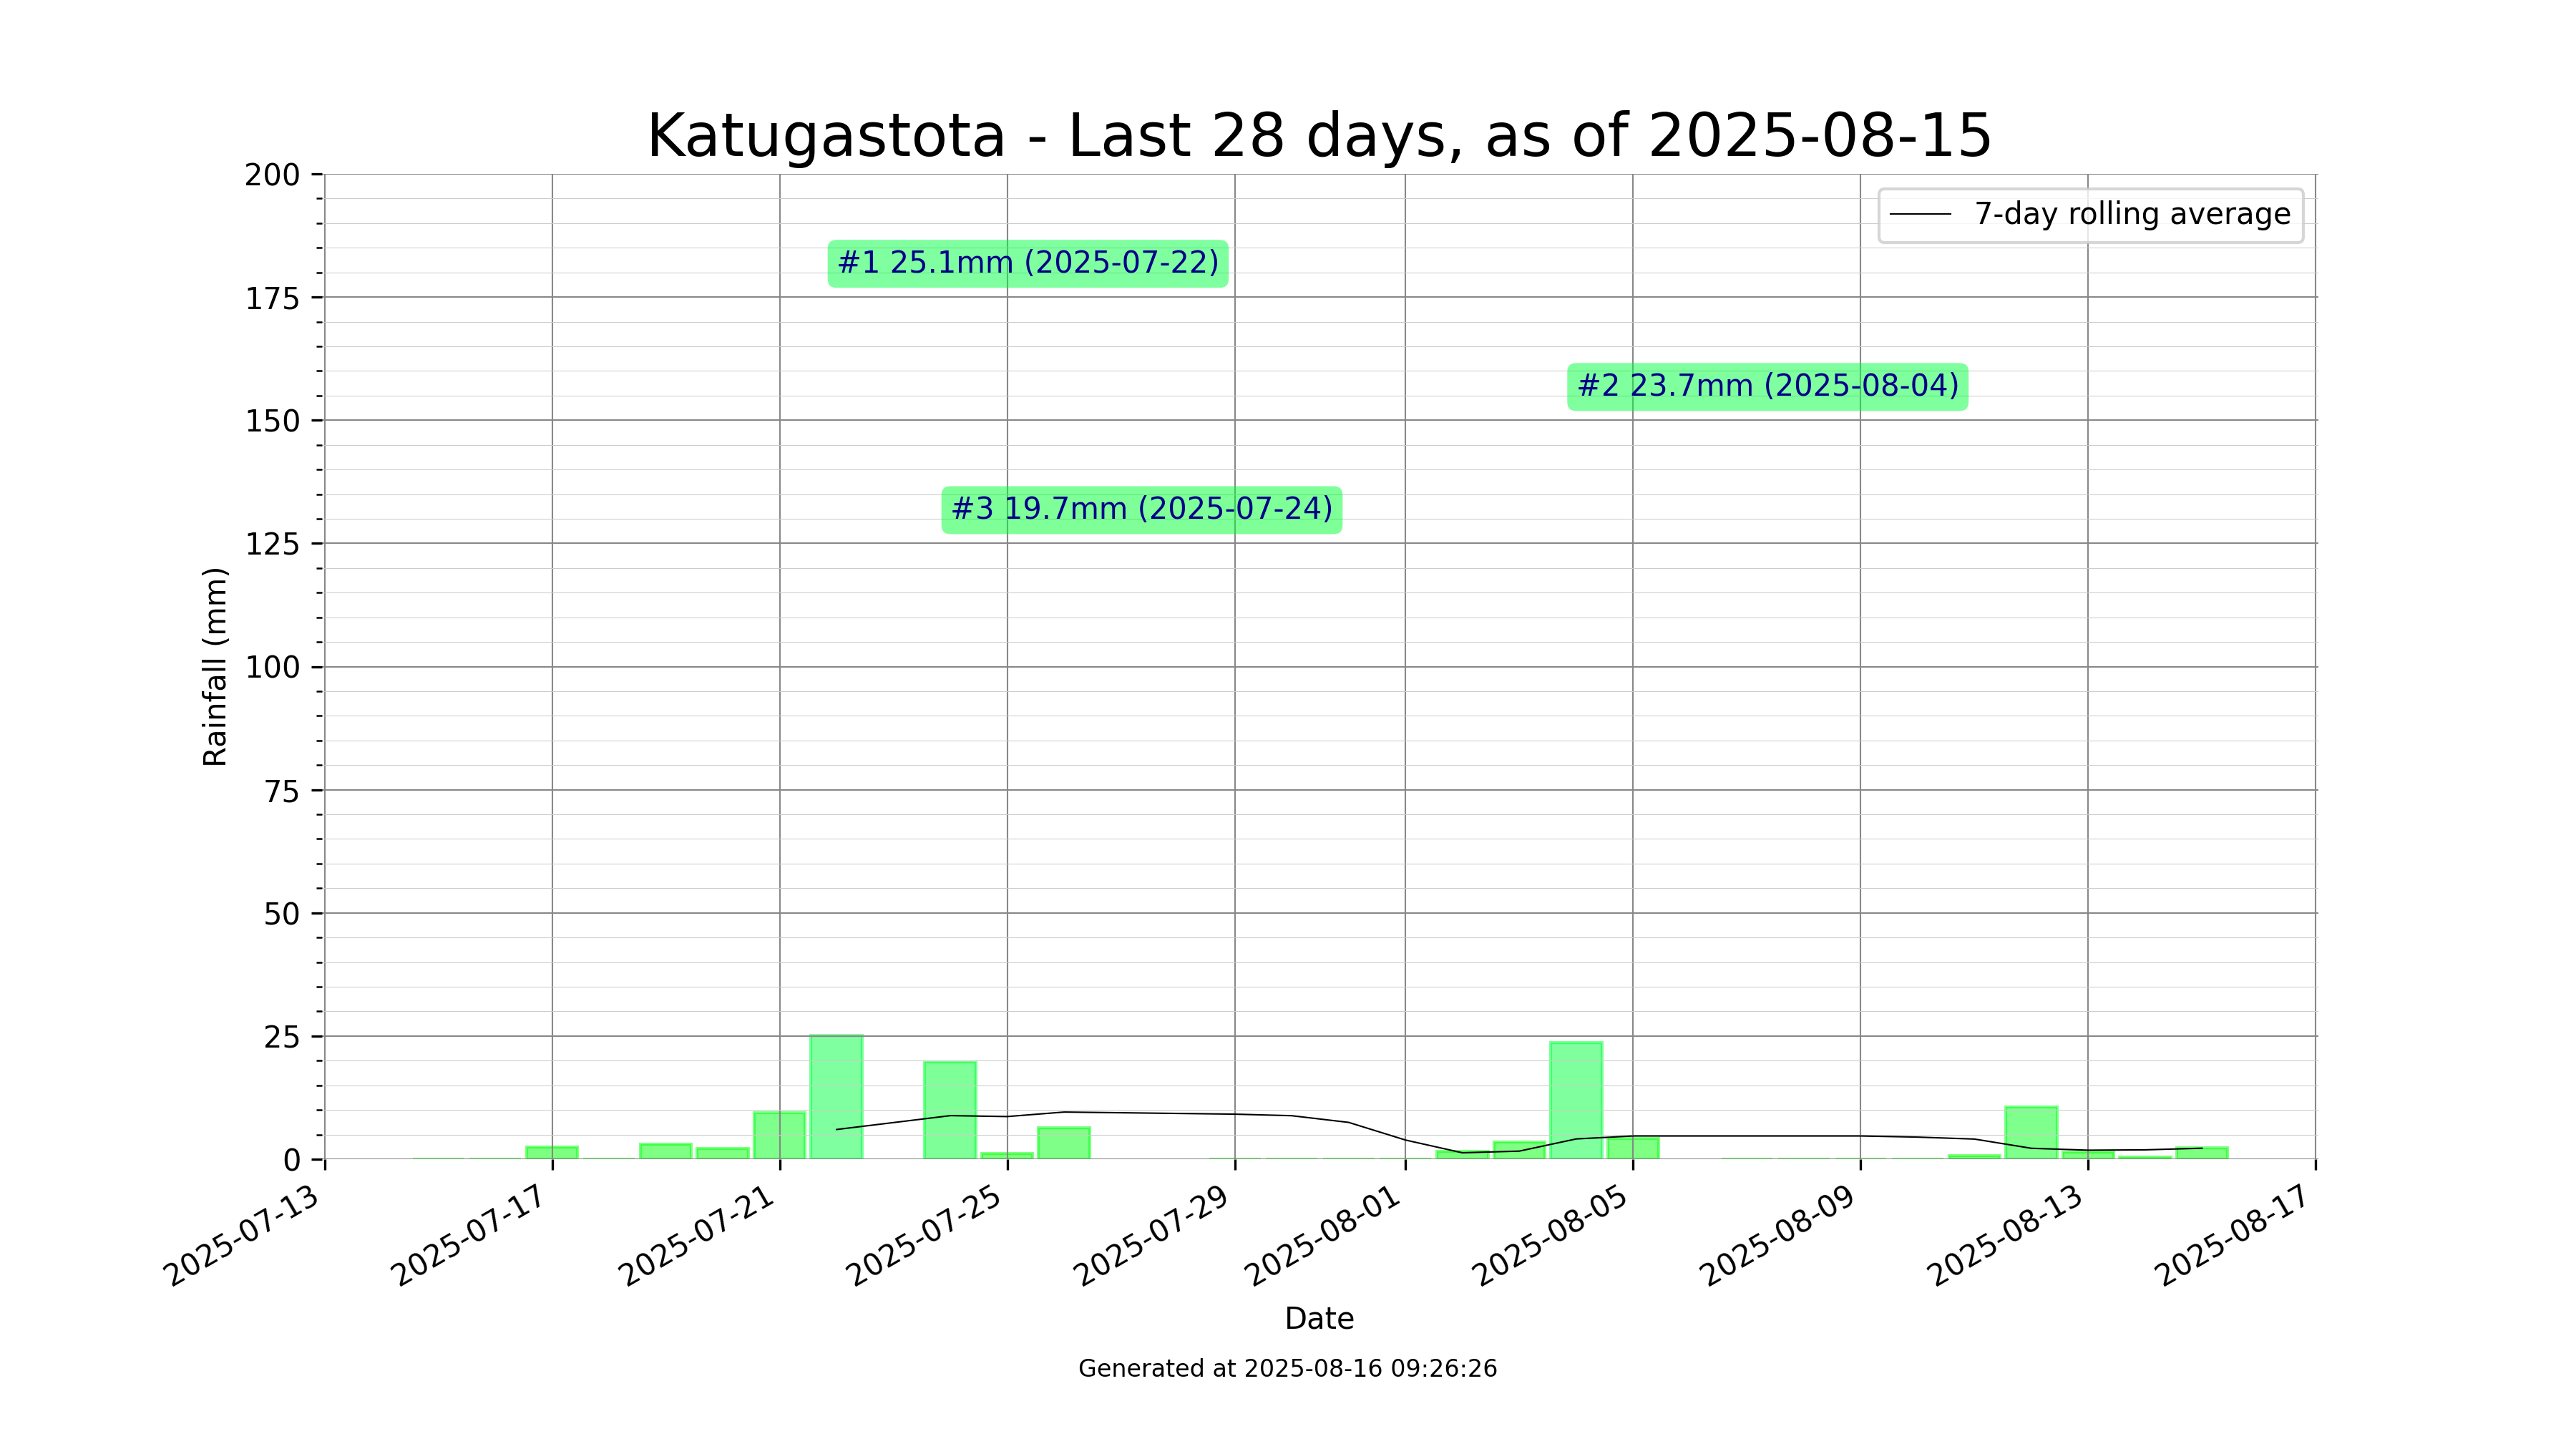 Katugastota - Last 28 days, as of 2025-08-15
7-day rolling average
#1 25.1mm (2025-07-22)
#2 23.7mm (2025-08-04)
#3 19.7mm (2025-07-24)
Rainfall (mm)
200
175
150
125
100
75
50
25
0
2025-07-13
2025-07-17
2025-07-21
2025-07-25
2025-07-29
2025-08-01
2025-08-05
2025-08-09
2025-08-13
2025-08-17
Date
Generated at 2025-08-16 09:26:26